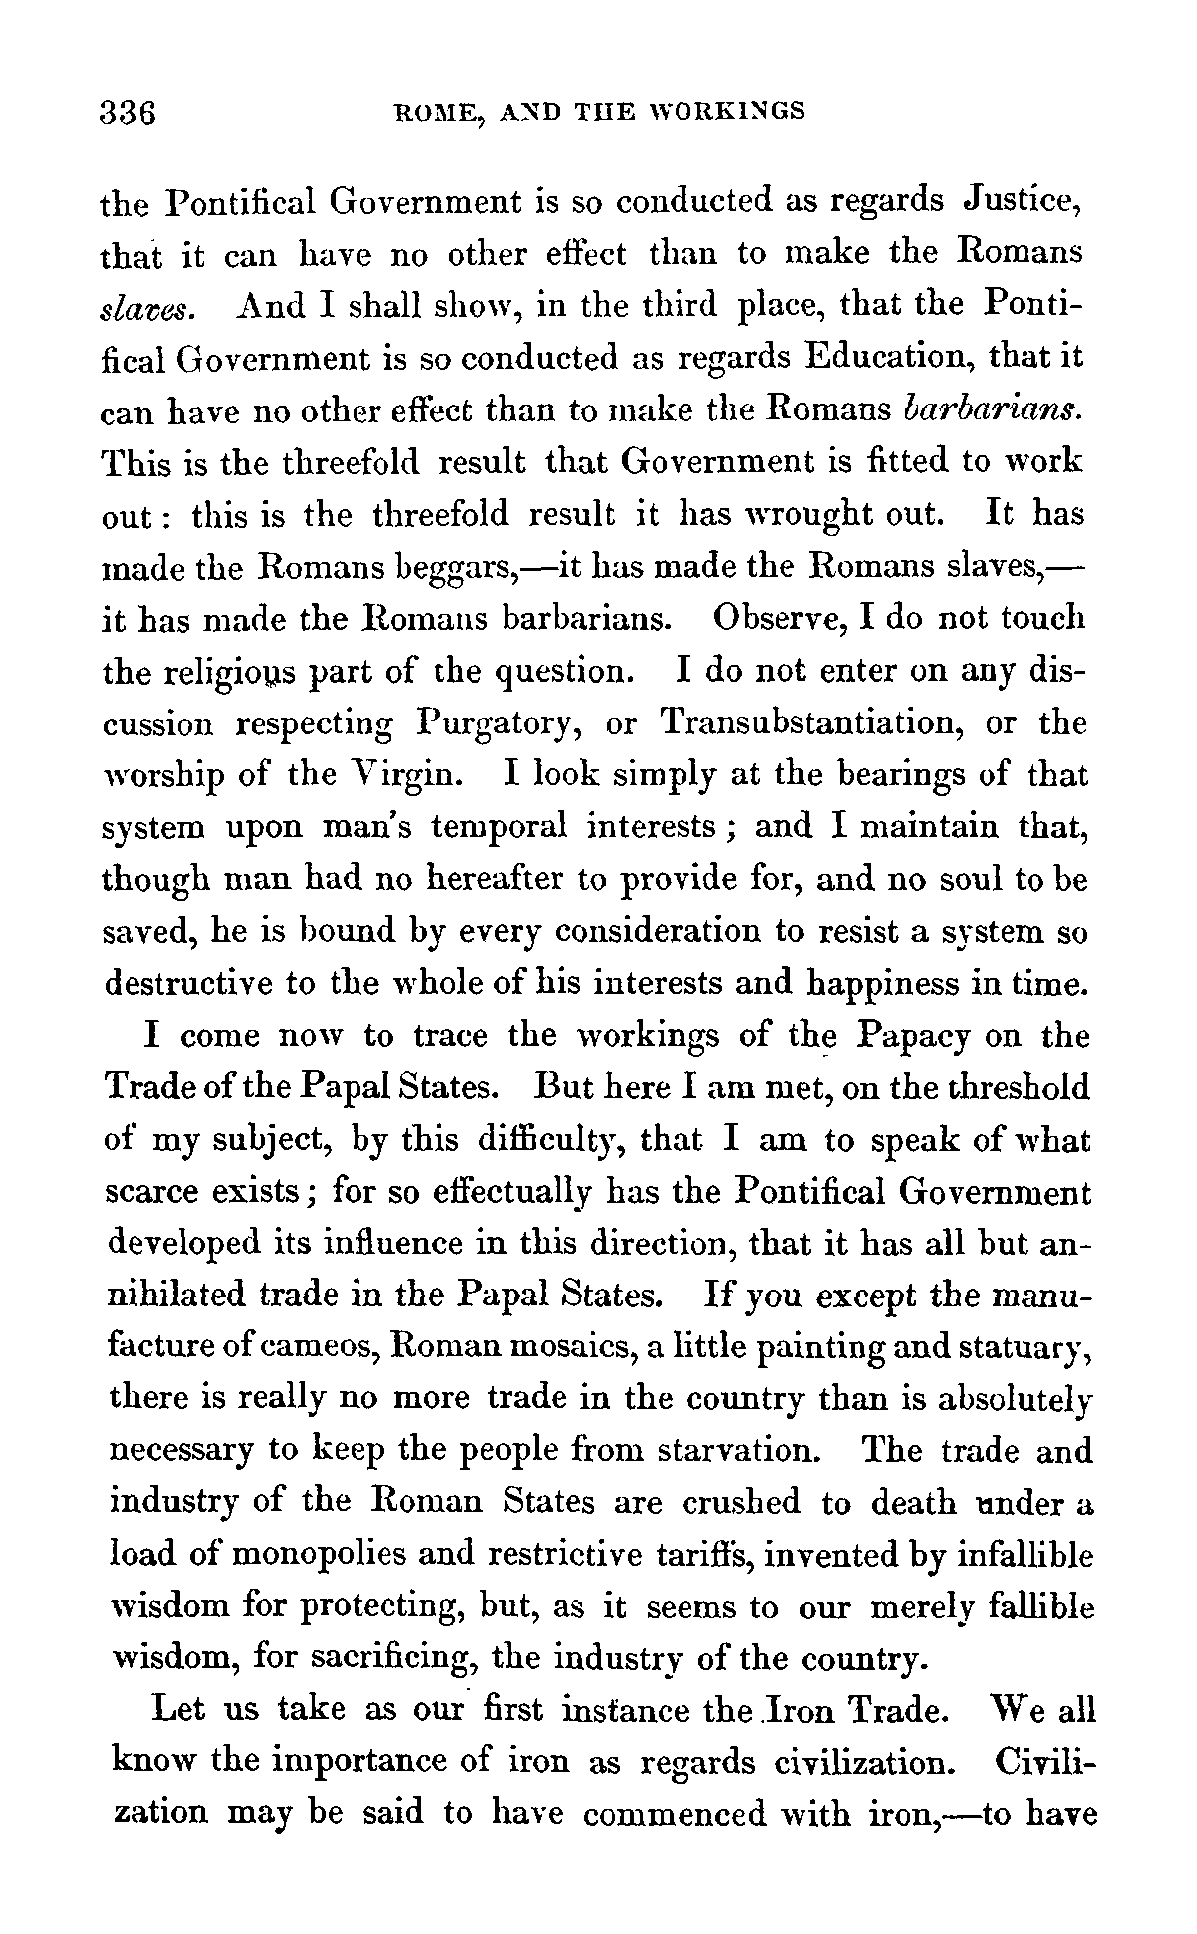 336 ROME, AND THE WORKINGS
the Pontifical Government is so conducted as regards Justice,
that it can have no other effect than to make the Romans
slaves. And I shall show, in the third place, that the Ponti-
fical Government is so conducted as regards Education, that it
can have no other effect than to make the Romans barbarians.
This is the threefold result that Government is fitted to work
out : this is the threefold result it has wrought out. It has
made the Romans beggars,—it has made the Romans slaves,—
it has made the Romans barbarians. Observe, I do not touch
the religious part of the question. I do not enter on any dis-
cussion respecting Purgatory, or Transubstantiation, or the
worship of the Virgin. I look simply at the bearings of that
system upon man's temporal interests ; and I maintain that,
though man had no hereafter to provide for, and no soul to be
saved, he is bound by every consideration to resist a system so
destructive to the whole of his interests and happiness in time.
I come now to trace the workings of the Papacy on the
Trade of the Papal States. But here I am met, on the threshold
of my subject, by this difficulty, that I am to speak of what
scarce exists ; for so effectually has the Pontifical Government
developed its influence in this direction, that it has all but an-
nihilated trade in the Papal States. If you except the manu-
facture of cameos, Roman mosaics, a little painting and statuary,
there is really no more trade in the country than is absolutely
necessary to keep the people from starvation. The trade and
industry of the Roman States are crushed to death under a
load of monopolies and restrictive tariffs, invented by infallible
wisdom for protecting, but, as it seems to our merely fallible
wisdom, for sacrificing, the industry of the country.
Let us take as our first instance the Iron Trade. We all
know the importance of iron as regards civilization. Civili-
zation may be said to have commenced with iron,—to have